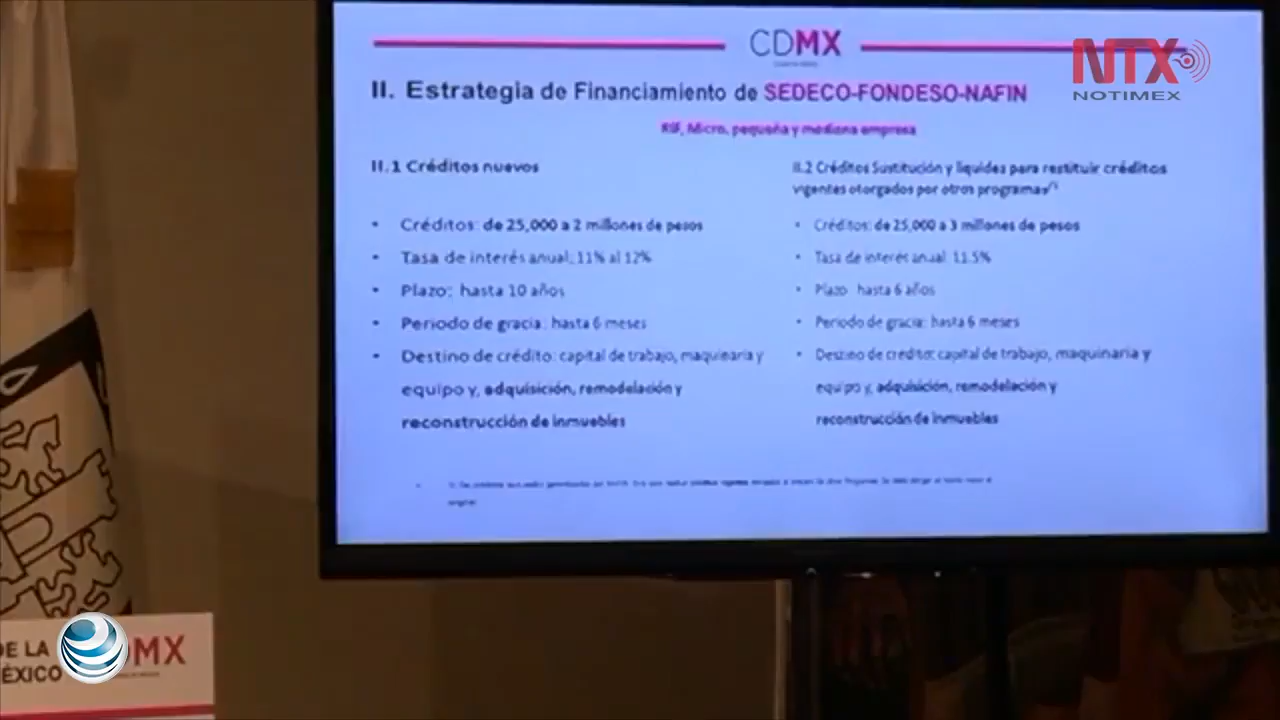 CDMX
NTX
NOTIMEX
II. Estrategia de Financiamiento de SEDECO-FONDESO-NAFIN
RIF, Micro, pequeña y mediana empresa
II.1 Créditos nuevos
• Créditos: de 25,000 a 2 millones de pesos
• Tasa de interés anual: 11% al 12%
• Plazo: hasta 10 años
• Periodo de gracia: hasta 6 meses
• Destino de crédito: capital de trabajo, maquinaria y
equipo y, adquisición, remodelación y
reconstrucción de inmuebles
II.2 Créditos Sustitución y liquides para restituir créditos
vigentes otorgados por otros programas
• Créditos: de 25,000 a 3 millones de pesos
• Tasa de interés anual: 11.5%
• Plazo: hasta 6 años
• Periodo de gracia: hasta 6 meses
• Destino de credito: capital de trabajo, maquinaria y
equipo y, adquisición, remodelación y
reconstrucción de inmuebles
DE LA
ÉXICO
MX